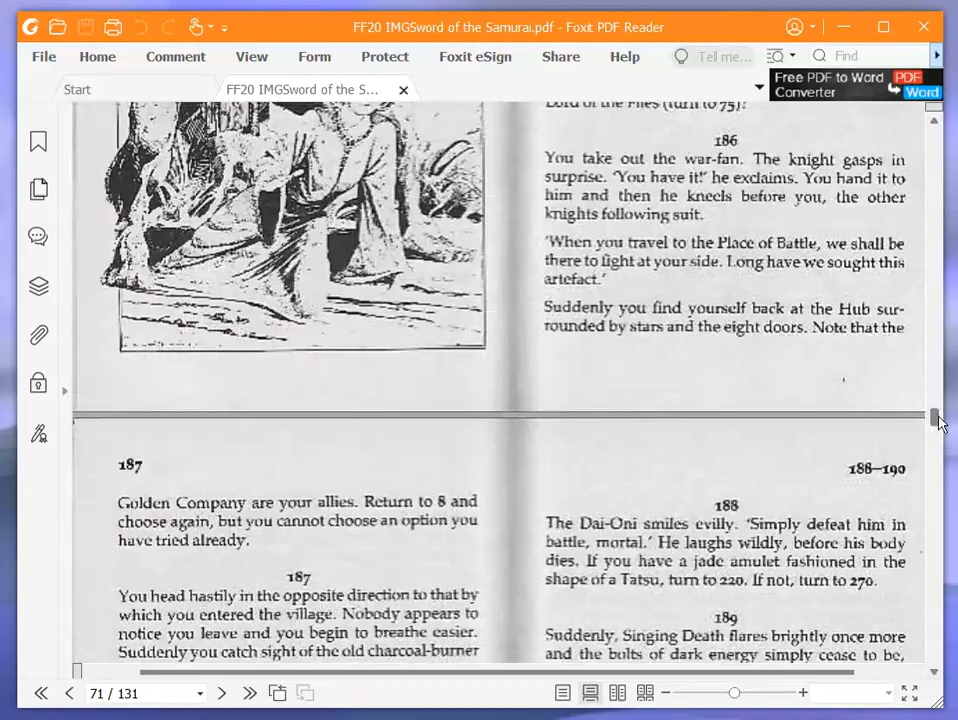 FF20 IMGSword of the Samurai.pdf - Foxit PDF Reader
File Home Comment View Form Protect Foxit eSign Share Help Tell me... Find
Start FF20 IMGSword of the S...
Free PDF to Word PDF
Converter Word
Lord of the Flies (turn to 75)?
186
You take out the war-fan. The knight gasps in
surprise. 'You have it!' he exclaims. You hand it to
him and then he kneels before you, the other
knights following suit.
'When you travel to the Place of Battle, we shall be
there to fight at your side. Long have we sought this
artefact.'
Suddenly you find yourself back at the Hub sur-
rounded by stars and the eight doors. Note that the
187
Golden Company are your allies. Return to 8 and
choose again, but you cannot choose an option you
have tried already.
187
You head hastily in the opposite direction to that by
which you entered the village. Nobody appears to
notice you leave and you begin to breathe easier.
Suddenly you catch sight of the old charcoal-burner
188–190
188
The Dai-Oni smiles evilly. 'Simply defeat him in
battle, mortal.' He laughs wildly, before his body
dies. If you have a jade amulet fashioned in the
shape of a Tatsu, turn to 220. If not, turn to 270.
189
Suddenly, Singing Death flares brightly once more
and the bolts of dark energy simply cease to be,
71 / 131